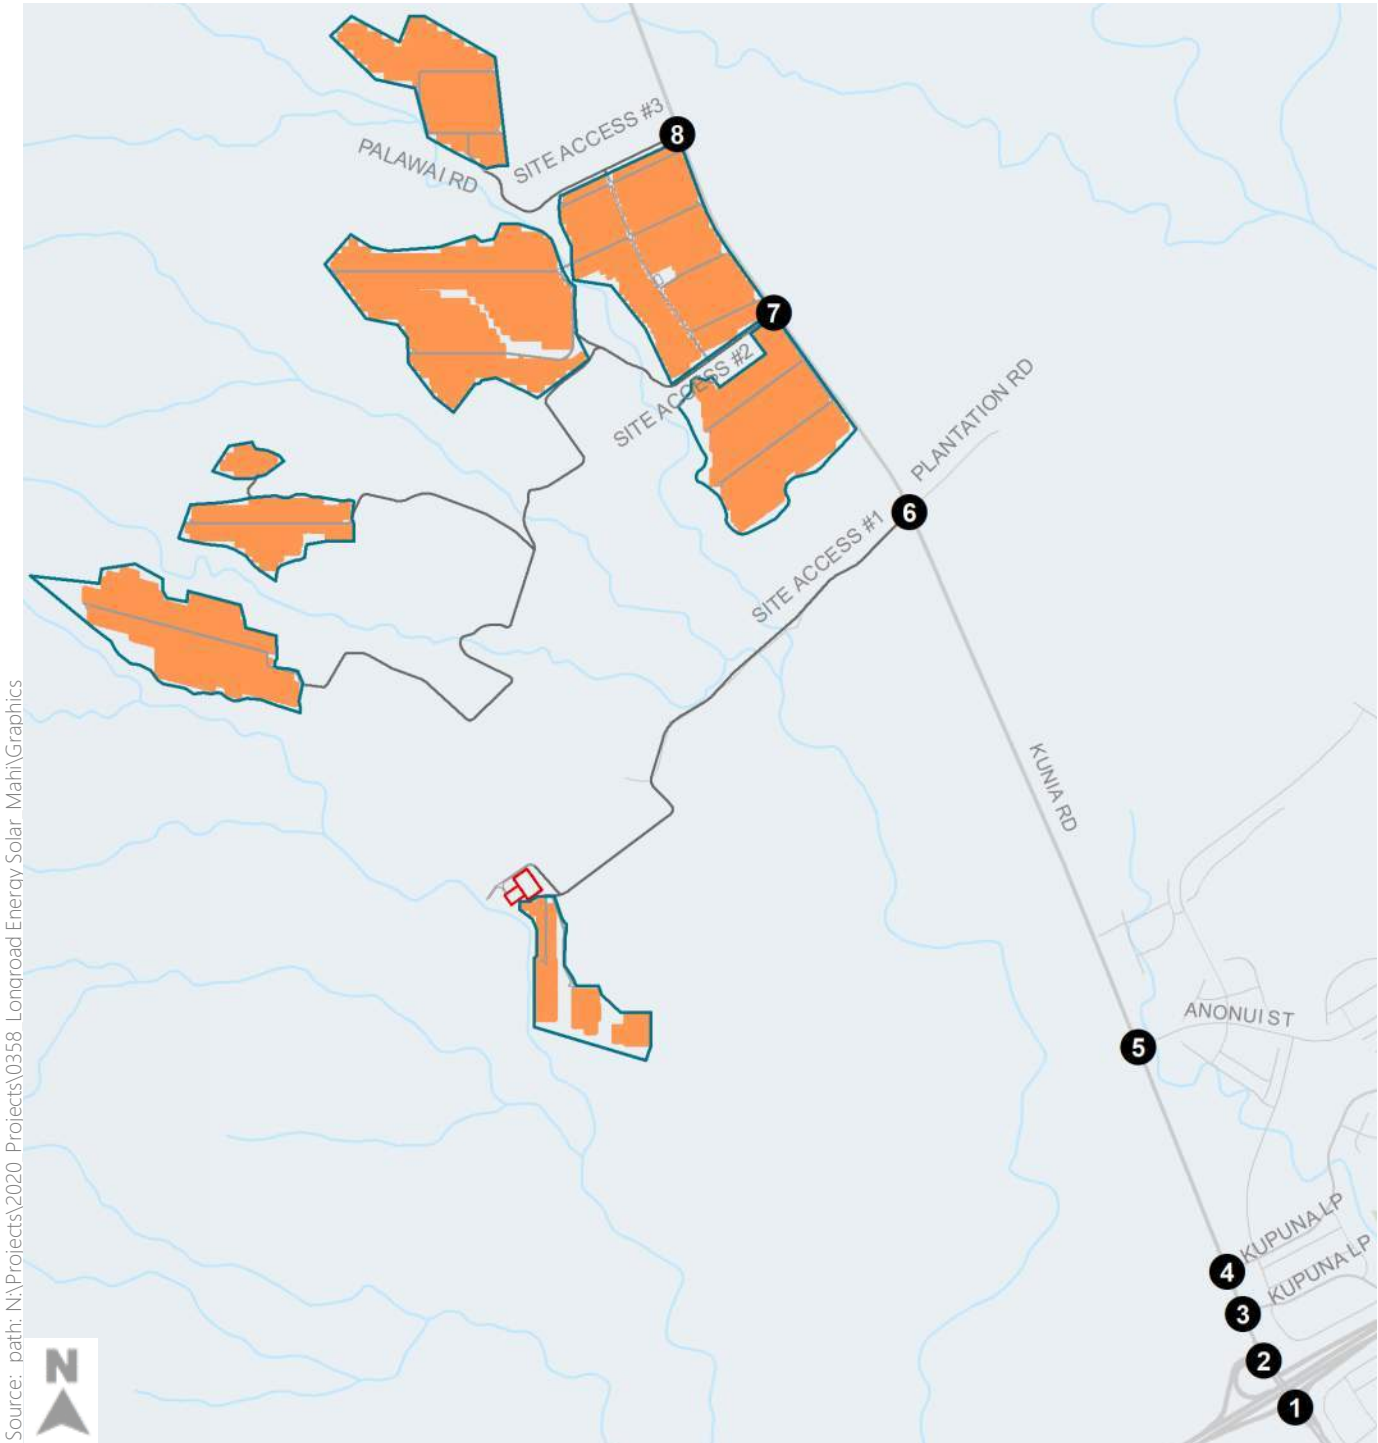 SITE ACCESS #3
8
PALAWAI RD
7
SITE ACCESS #2
PLANTATION RD
6
SITE ACCESS #1
KUNIA RD
ANONUI ST
5
KUPUNA LP
4
KUPUNA LP
3
2
1
N
Source: path: N:\Projects\2020 Projects\0358 Longroad Energy Solar Mahi\Graphics